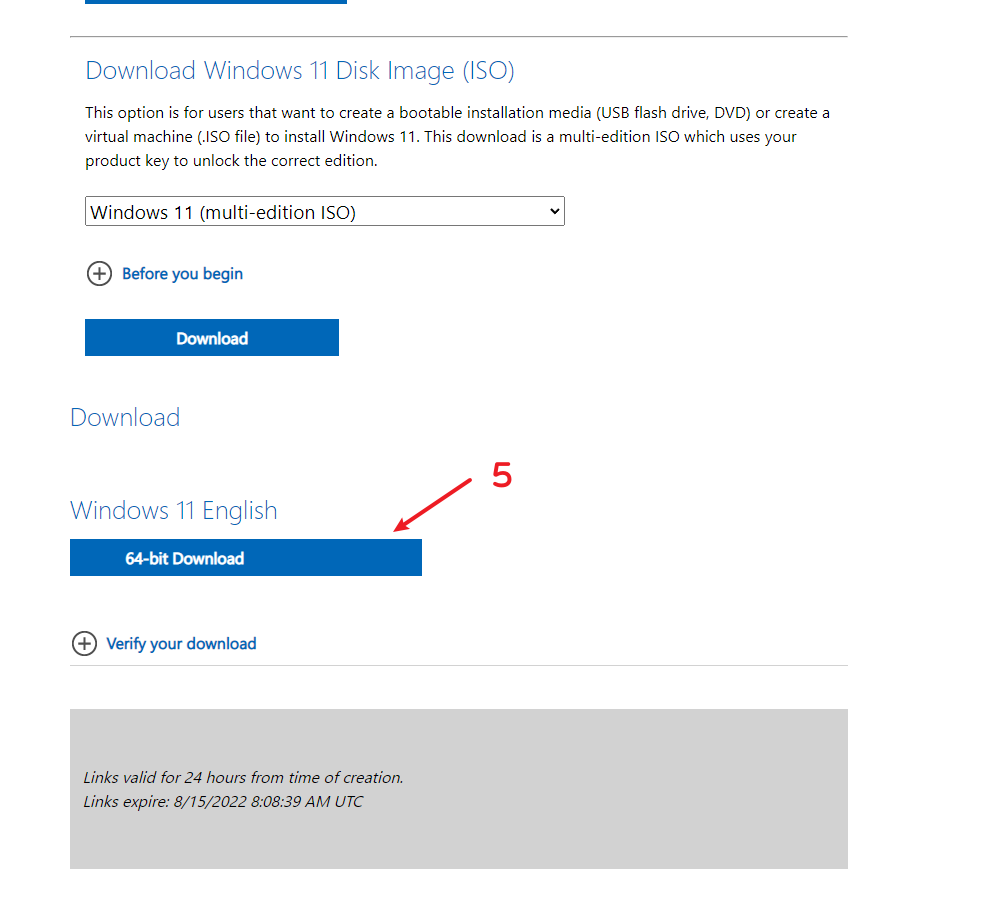 Download Windows 11 Disk Image (ISO)
This option is for users that want to create a bootable installation media (USB flash drive, DVD) or create a
virtual machine (.ISO file) to install Windows 11. This download is a multi-edition ISO which uses your
product key to unlock the correct edition.
Windows 11 (multi-edition ISO)
Before you begin
Download
Download
5
Windows 11 English
64-bit Download
Verify your download
Links valid for 24 hours from time of creation.
Links expire: 8/15/2022 8:08:39 AM UTC